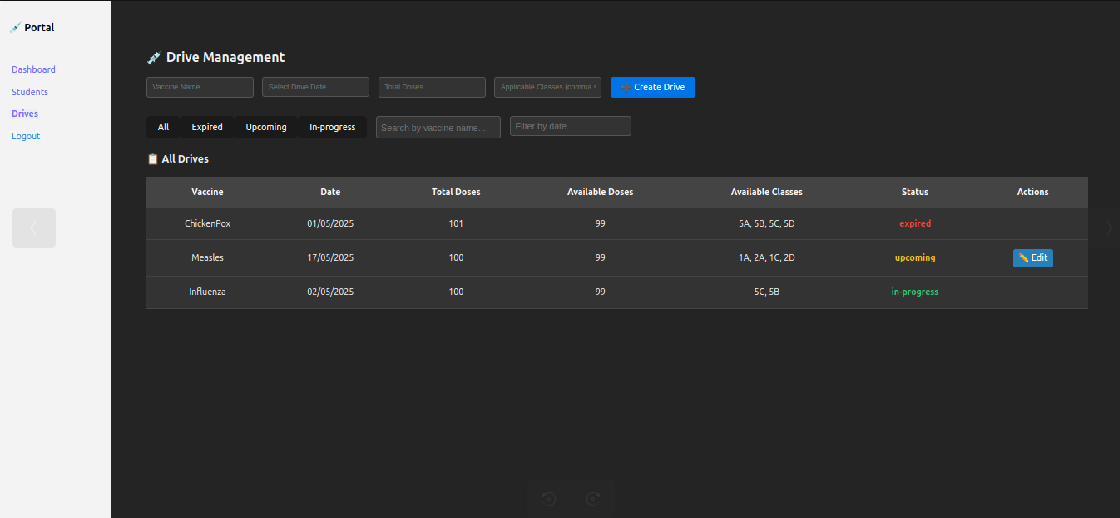 Portal
Dashboard
Students
Drives
Logout
Drive Management
Vaccine Name Select Drive Date Total Doses Applicable Classes (comma s Create Drive
All Expired Upcoming In-progress Search by vaccine name... Filter by date
All Drives
Vaccine Date Total Doses Available Doses Available Classes Status Actions
ChickenPox 01/05/2025 101 99 5A, 5B, 5C, 5D expired
Measles 17/05/2025 100 99 1A, 2A, 1C, 2D upcoming Edit
Influenza 02/05/2025 100 99 5C, 5B in-progress